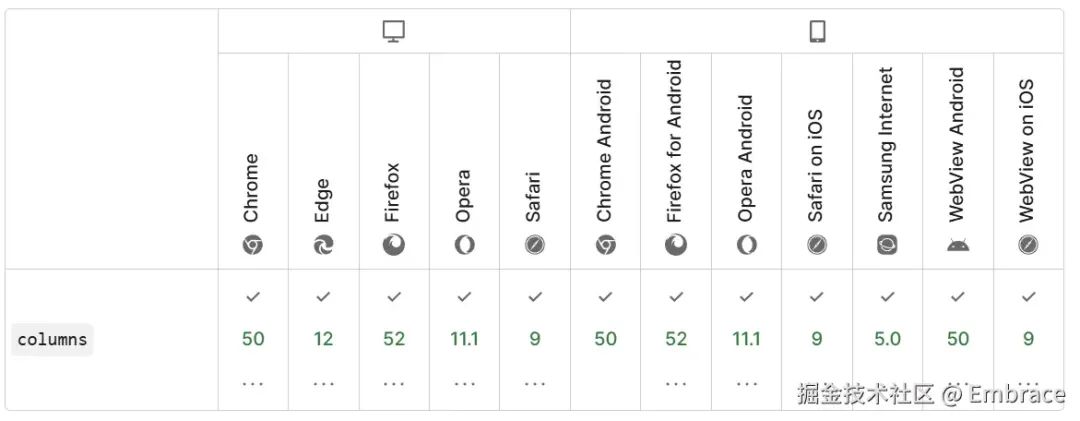 Chrome
Edge
Firefox
Opera
Safari
Chrome Android
Firefox for Android
Opera Android
Safari on iOS
Samsung Internet
WebView Android
WebView on iOS
columns 50 12 52 11.1 9 50 52 11.1 9 5.0 50 9
... ... ... ... ... ... ... ... ... ... ... ...
掘金技术社区 @ Embrace